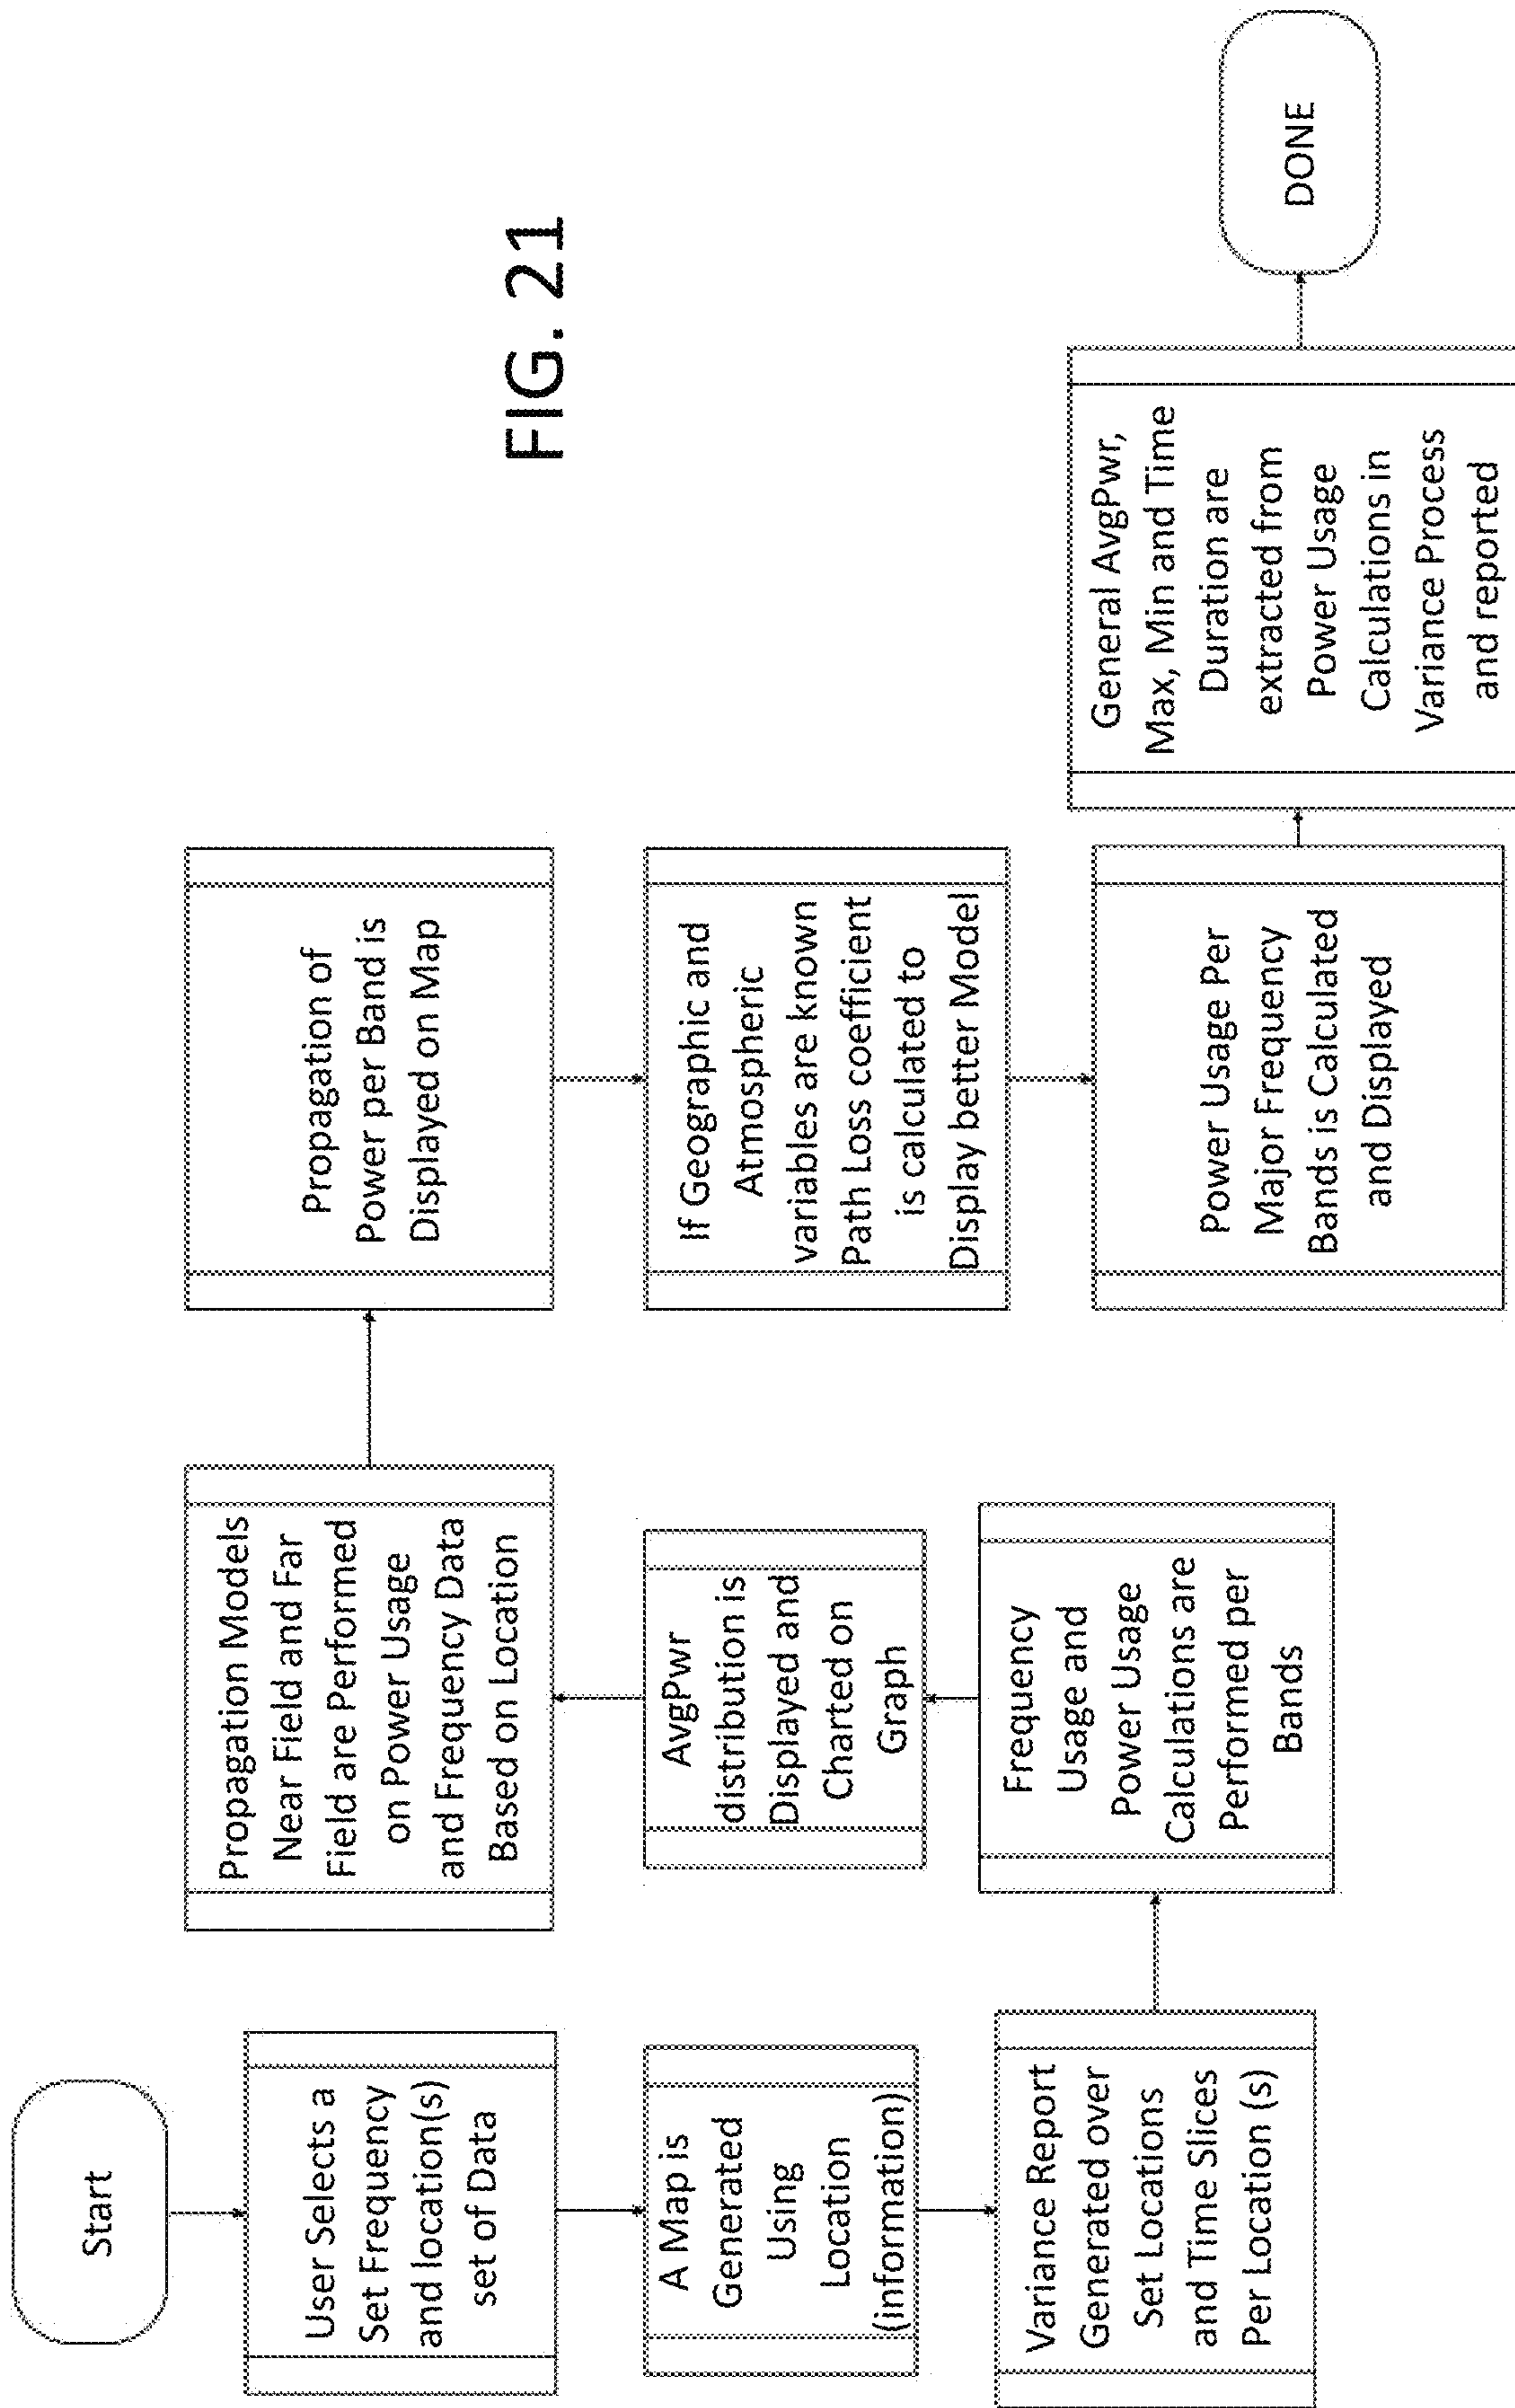 Start
User Selects a
Set Frequency
and location(s)
set of Data
A Map is
Generated
Using
Location
(information)
Variance Report
Generated over
Set Locations
and Time Slices
Per Location (s)
Frequency
Usage and
Power Usage
Calculations are
Performed per
Bands
AvgPwr
distribution is
Displayed and
Charted on
Graph
Propagation Models
Near Field and Far
Field are Performed
on Power Usage
and Frequency Data
Based on Location
Propagation of
Power per Band is
Displayed on Map
If Geographic and
Atmospheric
variables are known
Path Loss coefficient
is calculated to
Display better Model
Power Usage Per
Major Frequency
Bands is Calculated
and Displayed
General AvgPwr,
Max, Min and Time
Duration are
extracted from
Power Usage
Calculations in
Variance Process
and reported
DONE
FIG. 21